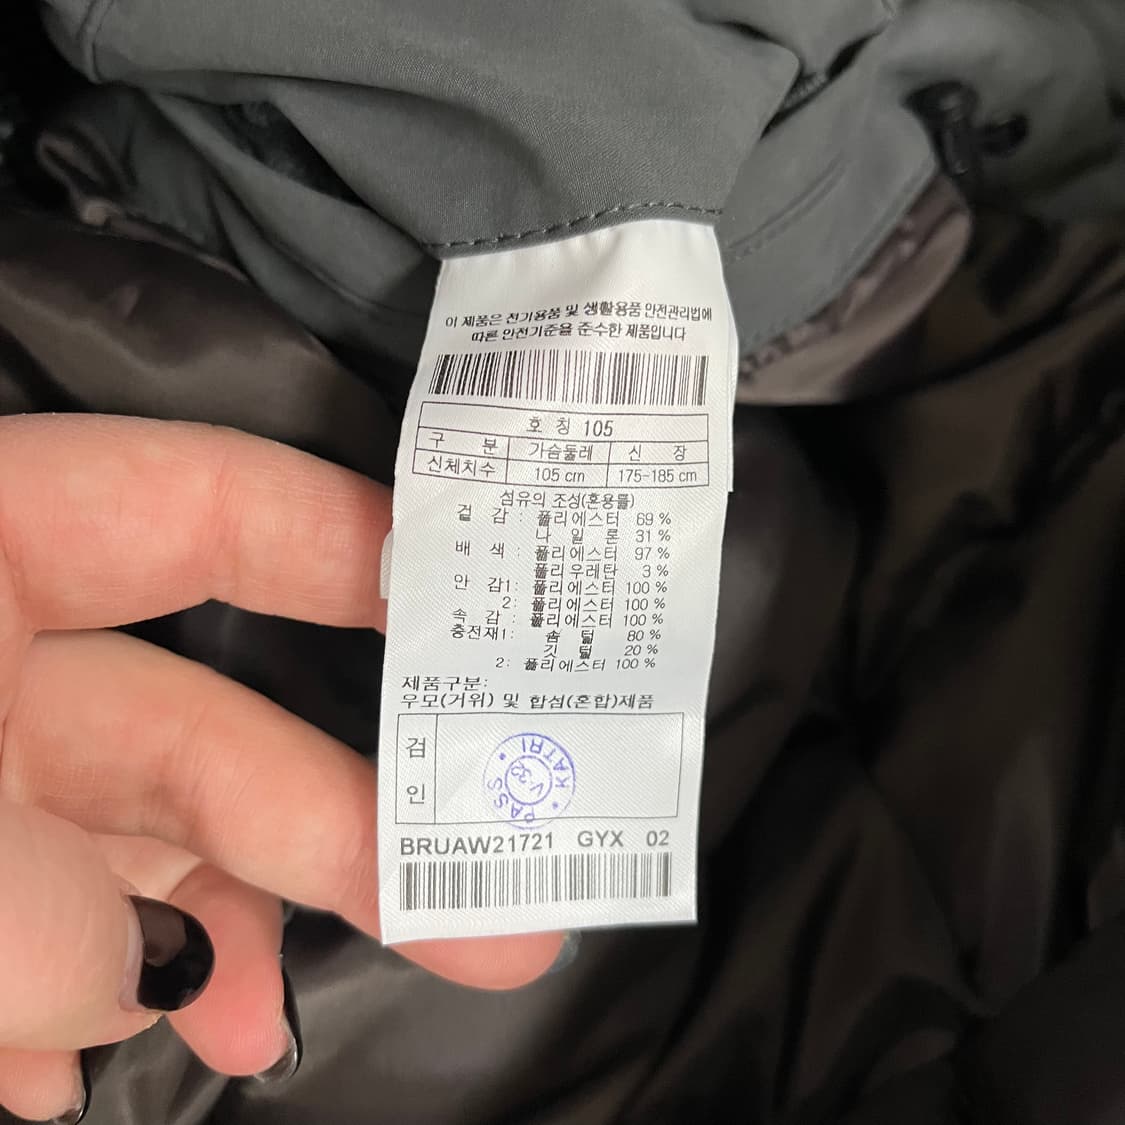 이 제품은 전기용품 및 생활용품 안전관리법에
따른 안전기준을 준수한 제품입니다
호 칭 105
구 분 가슴둘레 신 장
신체치수 105 cm 175-185 cm
섬유의 조성(혼용률)
겉 감 : 폴리에스터 69 %
나 일 론 31 %
배 색 : 폴리에스터 97 %
폴리우레탄 3 %
안 감1: 폴리에스터 100 %
2: 폴리에스터 100 %
속 감 : 폴리에스터 100 %
충전재1: 솜 털 80 %
깃 털 20 %
2: 폴리에스터 100 %
제품구분:
우모(거위) 및 합섬(혼합)제품
검
인
KATRI
V-38
PASS
BRUAW21721 GYX 02